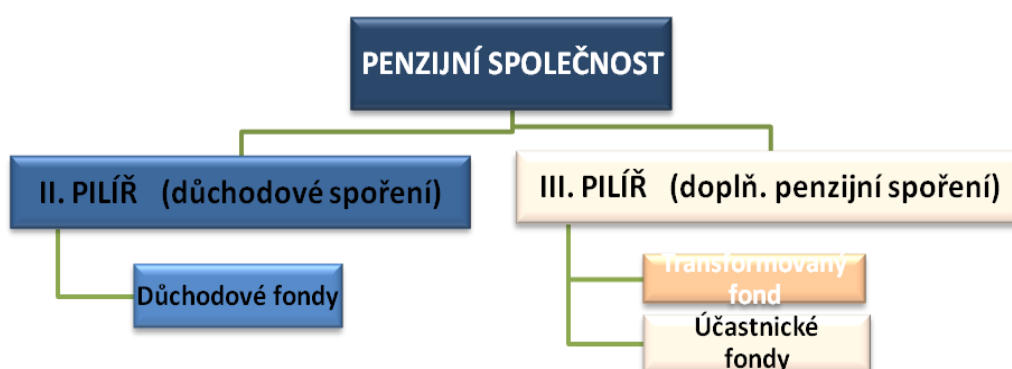 PENZIJNÍ SPOLEČNOST
II. PILÍŘ (důchodové spoření)
III. PILÍŘ (doplň. penzijní spoření)
Důchodové fondy
Transformovaný
fond
Účastnické
fondy